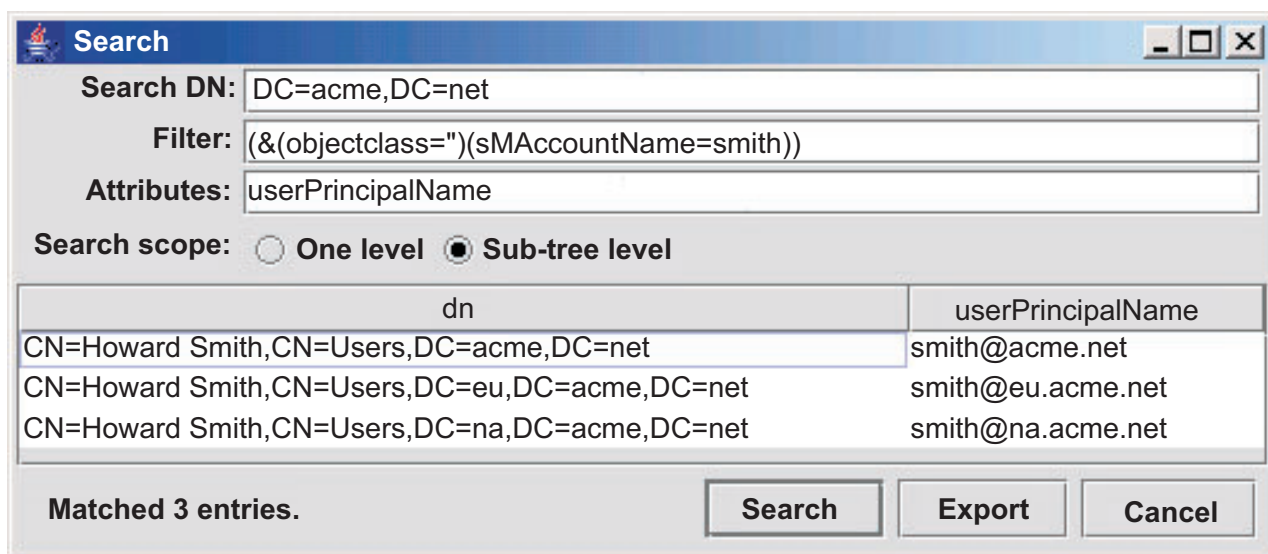 Search
Search DN: DC=acme,DC=net
Filter: (&(objectclass=")(sMAccountName=smith))
Attributes: userPrincipalName
Search scope: One level Sub-tree level
dn userPrincipalName
CN=Howard Smith,CN=Users,DC=acme,DC=net smith@acme.net
CN=Howard Smith,CN=Users,DC=eu,DC=acme,DC=net smith@eu.acme.net
CN=Howard Smith,CN=Users,DC=na,DC=acme,DC=net smith@na.acme.net
Matched 3 entries. Search Export Cancel